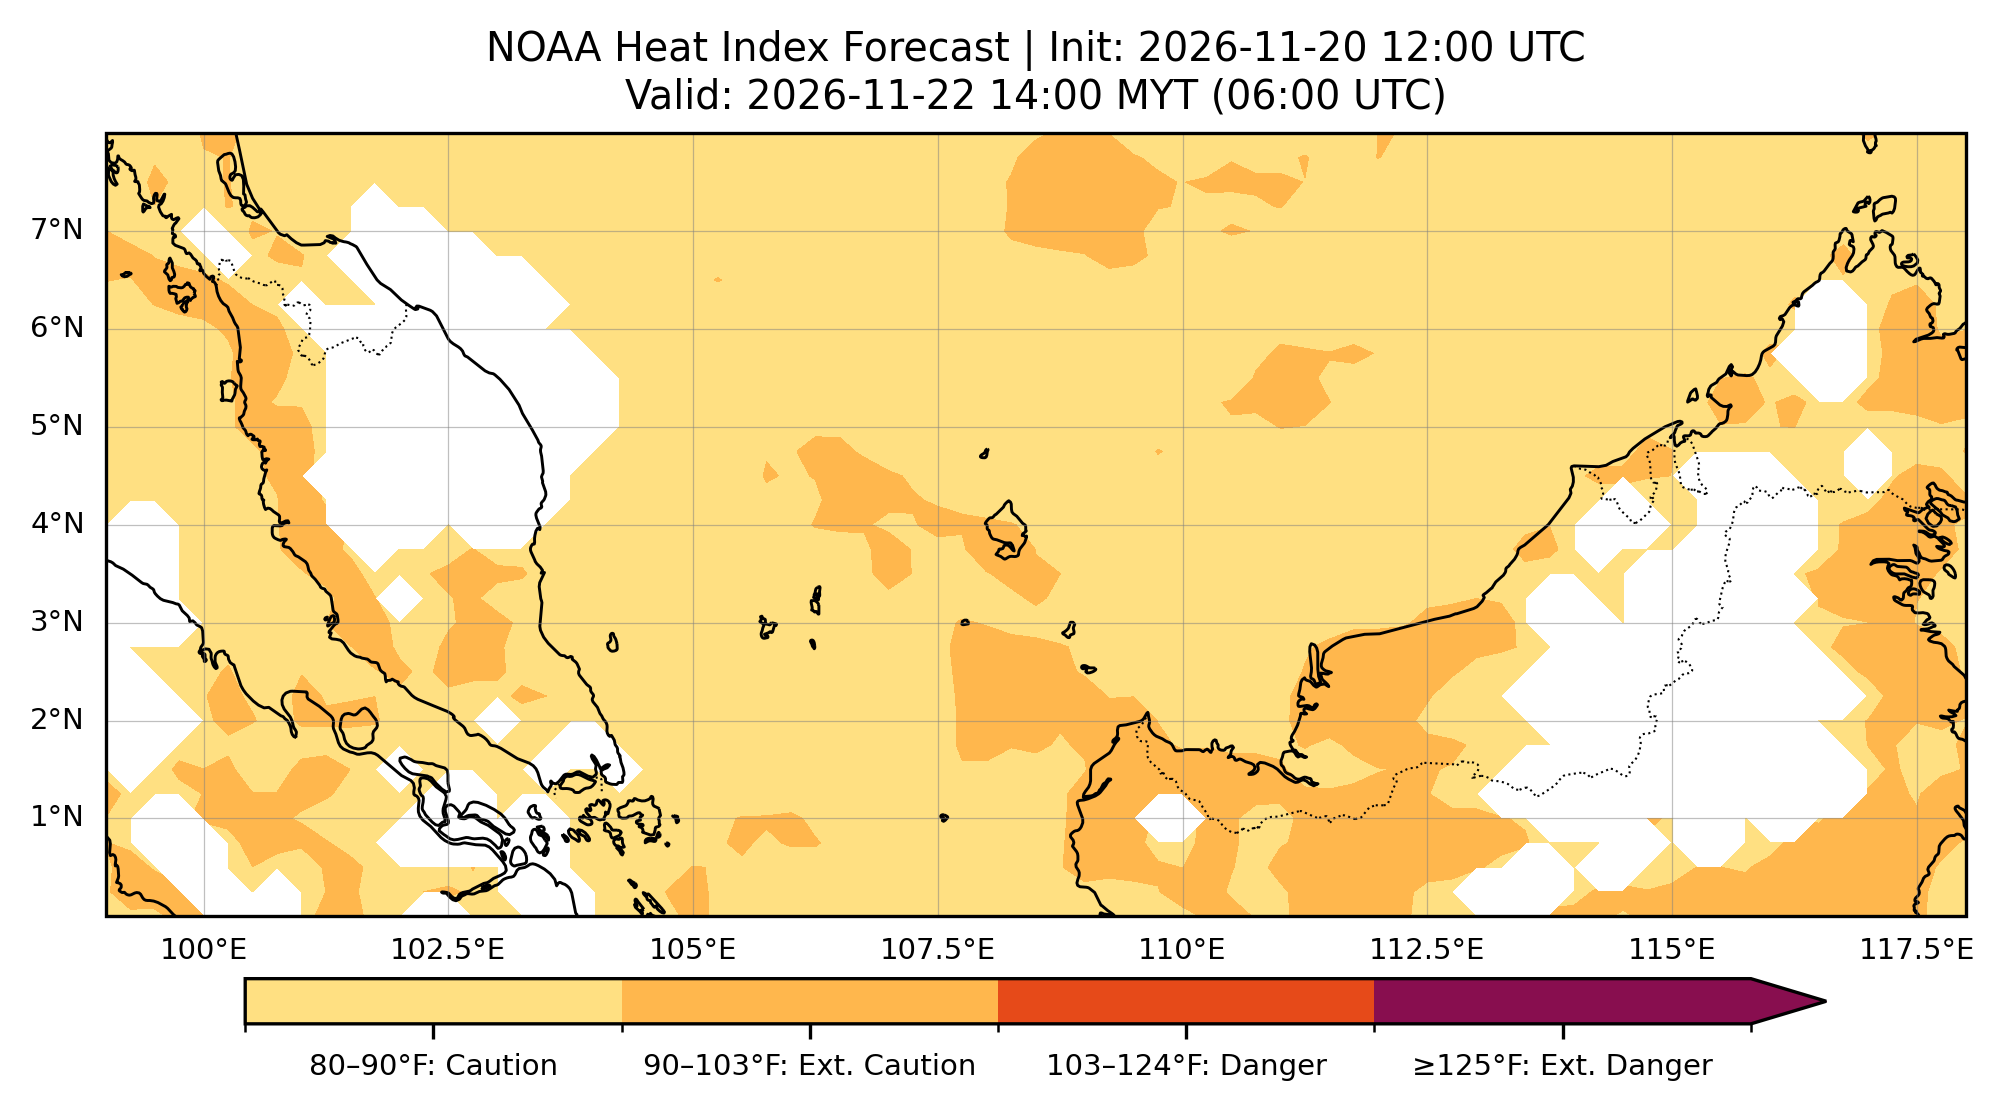 NOAA Heat Index Forecast | Init: 2026-11-20 12:00 UTC
Valid: 2026-11-22 14:00 MYT (06:00 UTC)
7°N
6°N
5°N
4°N
3°N
2°N
1°N
100°E 102.5°E 105°E 107.5°E 110°E 112.5°E 115°E 117.5°E
80–90°F: Caution 90–103°F: Ext. Caution 103–124°F: Danger ≥125°F: Ext. Danger